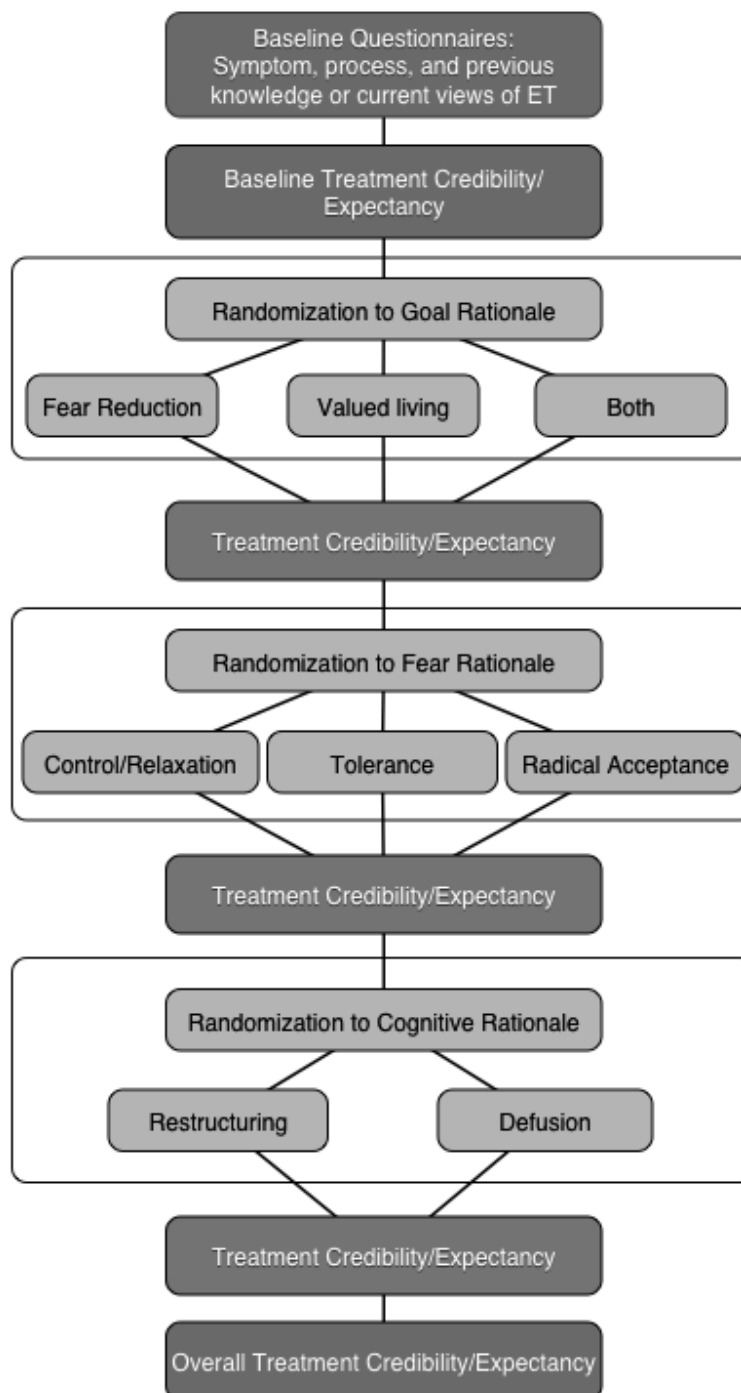 Baseline Questionnaires:
Symptom, process, and previous
knowledge or current views of ET
Baseline Treatment Credibility/
Expectancy
Randomization to Goal Rationale
Fear Reduction
Valued living
Both
Treatment Credibility/Expectancy
Randomization to Fear Rationale
Control/Relaxation
Tolerance
Radical Acceptance
Treatment Credibility/Expectancy
Randomization to Cognitive Rationale
Restructuring
Defusion
Treatment Credibility/Expectancy
Overall Treatment Credibility/Expectancy